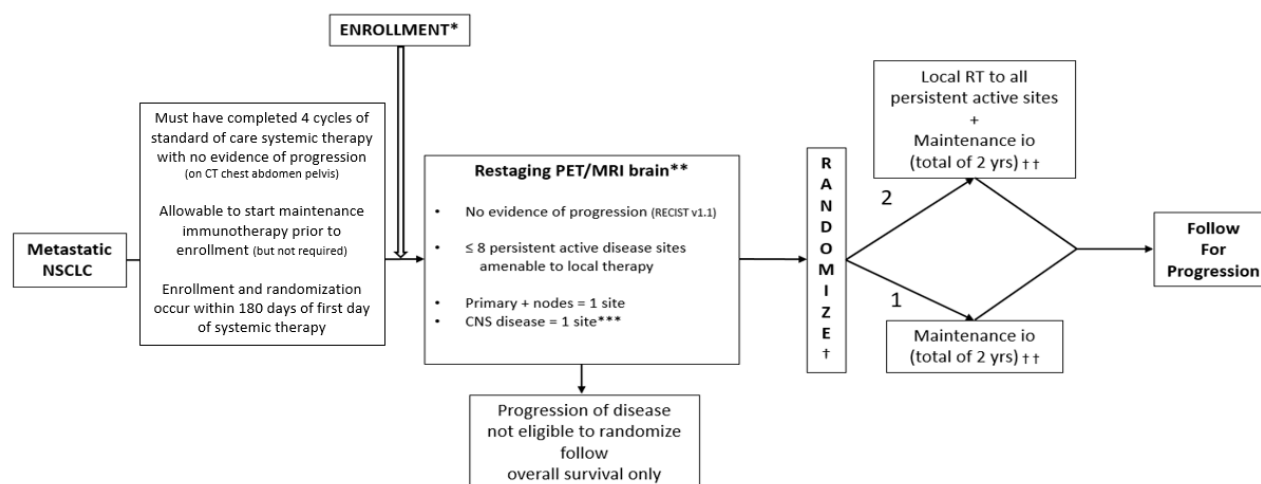 ENROLLMENT*
Metastatic
NSCLC
Must have completed 4 cycles of
standard of care systemic therapy
with no evidence of progression
(on CT chest abdomen pelvis)
Allowable to start maintenance
immunotherapy prior to
enrollment (but not required)
Enrollment and randomization
occur within 180 days of first day
of systemic therapy
Restaging PET/MRI brain**
• No evidence of progression (RECIST v1.1)
• ≤ 8 persistent active disease sites
amenable to local therapy
• Primary + nodes = 1 site
• CNS disease = 1 site***
Progression of disease
not eligible to randomize
follow
overall survival only
R
A
N
D
O
M
I
Z
E
†
2
Local RT to all
persistent active sites
+
Maintenance io
(total of 2 yrs) ††
1
Maintenance io
(total of 2 yrs) ††
Follow
For
Progression